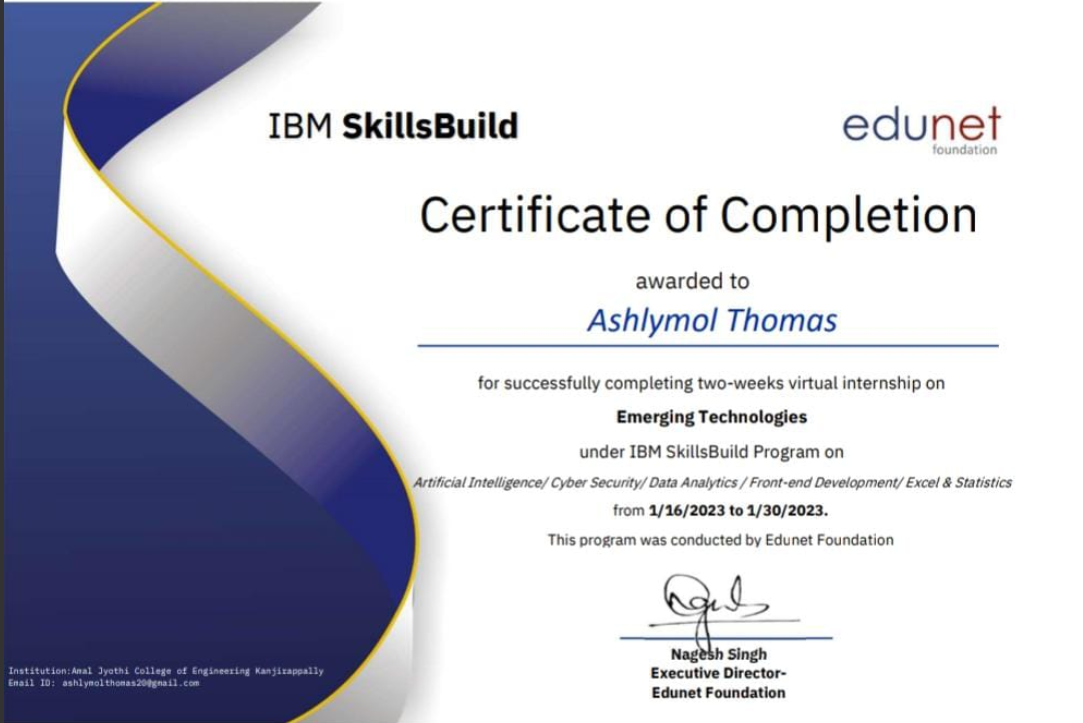 IBM SkillsBuild
edunet
foundation
Certificate of Completion
awarded to
Ashlymol Thomas
for successfully completing two-weeks virtual internship on
Emerging Technologies
under IBM SkillsBuild Program on
Artificial Intelligence/ Cyber Security/ Data Analytics / Front-end Development/ Excel & Statistics
from 1/16/2023 to 1/30/2023.
This program was conducted by Edunet Foundation
Nagesh Singh
Executive Director-
Edunet Foundation
Institution:Amal Jyothi College of Engineering Kanjirappally
Email ID: ashlymolthomas20@gmail.com